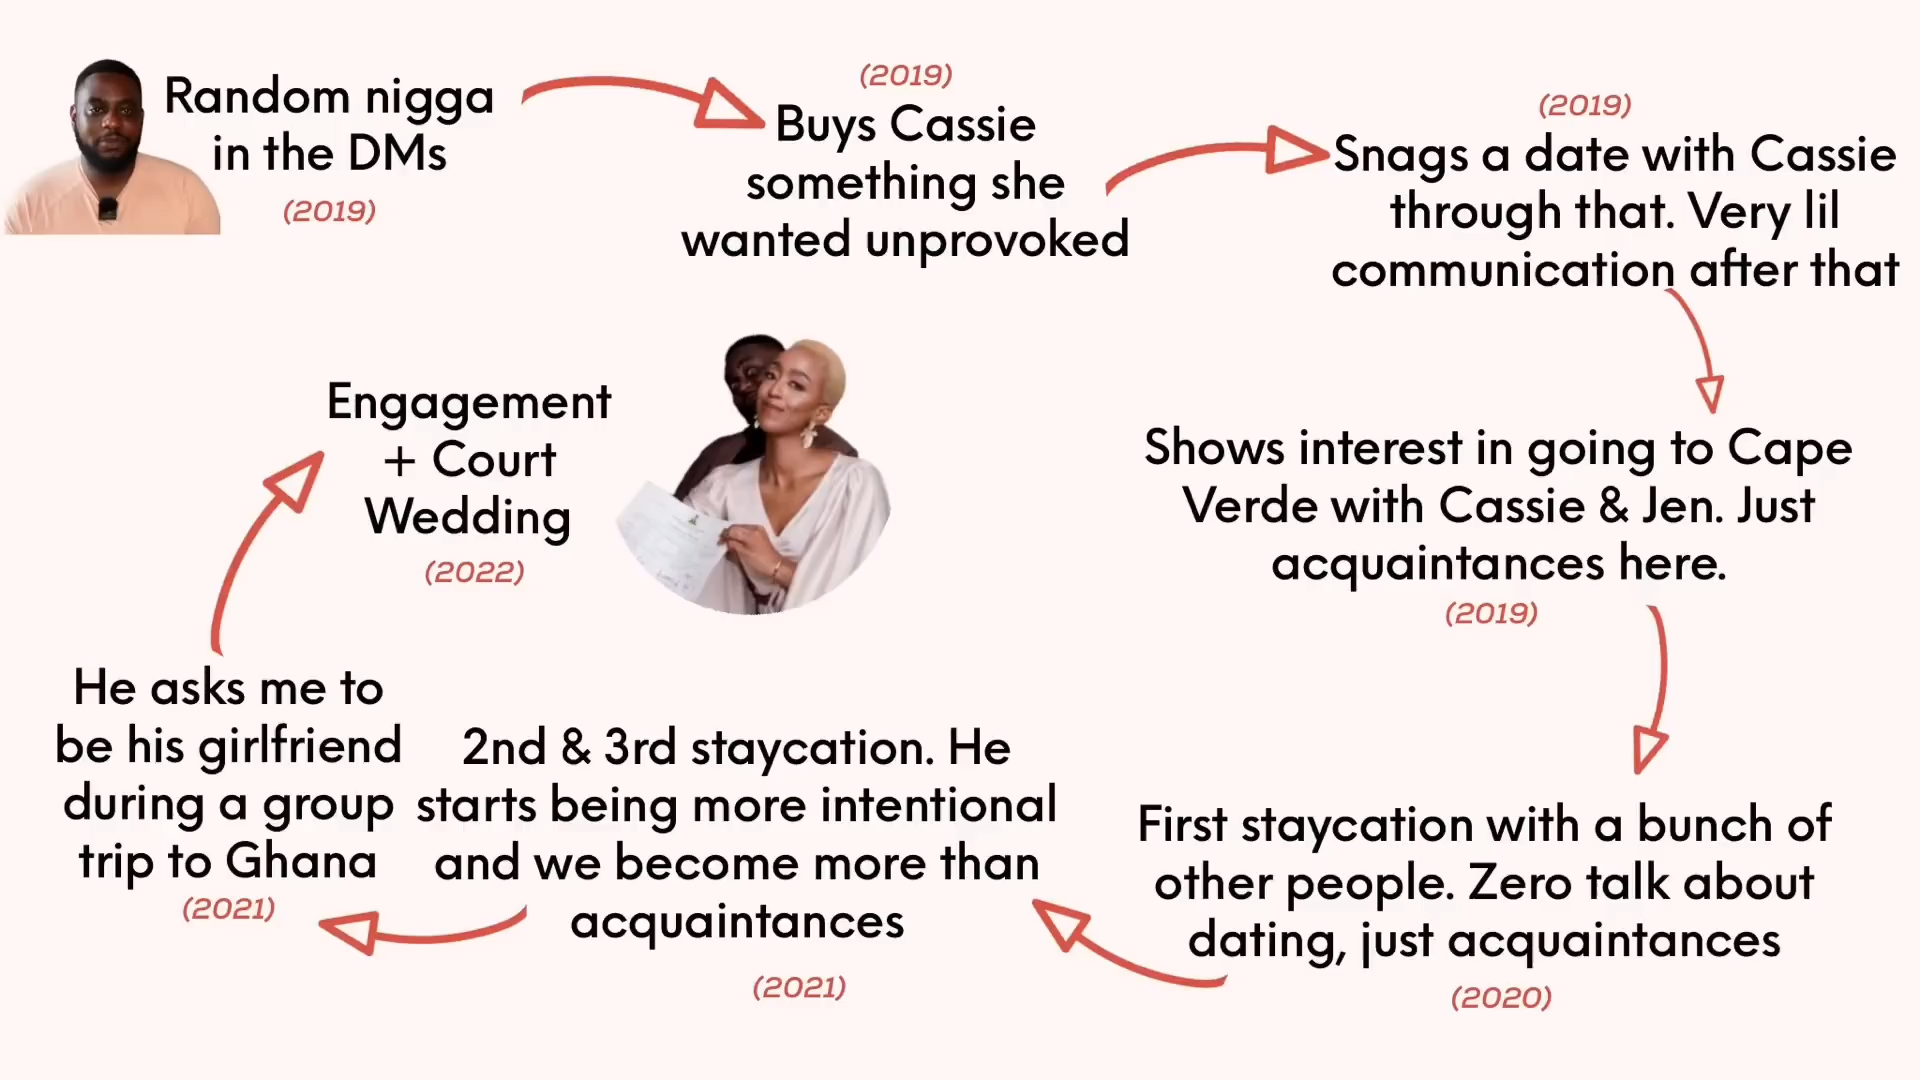 Random nigga
in the DMs
(2019)
(2019)
Buys Cassie
something she
wanted unprovoked
(2019)
Snags a date with Cassie
through that. Very lil
communication after that
Shows interest in going to Cape
Verde with Cassie & Jen. Just
acquaintances here.
(2019)
First staycation with a bunch of
other people. Zero talk about
dating, just acquaintances
(2020)
2nd & 3rd staycation. He
starts being more intentional
and we become more than
acquaintances
(2021)
He asks me to
be his girlfriend
during a group
trip to Ghana
(2021)
Engagement
+ Court
Wedding
(2022)